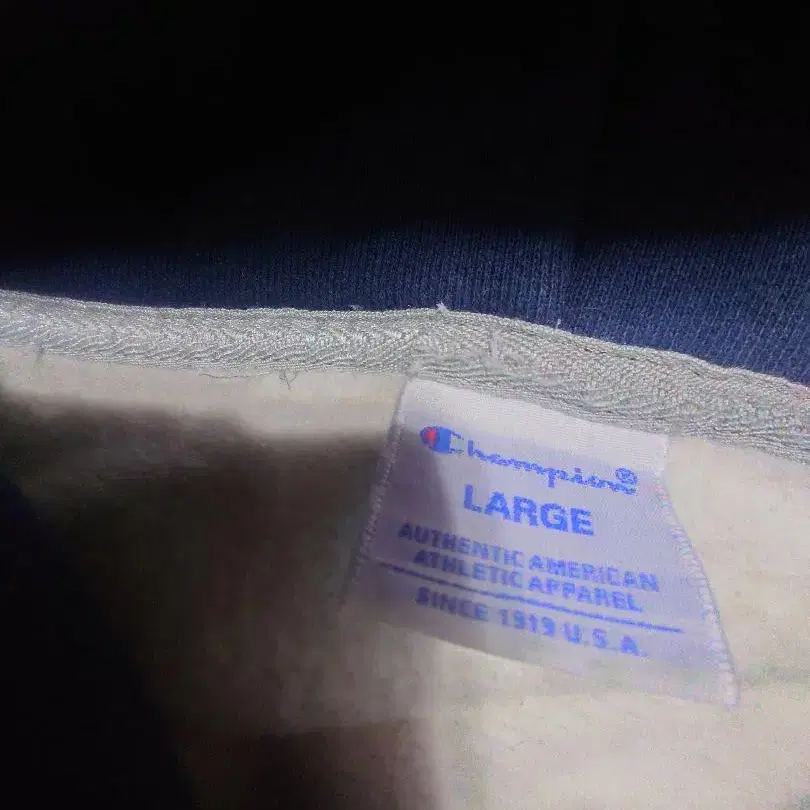 Champion®
LARGE
AUTHENTIC AMERICAN
ATHLETIC APPAREL
SINCE 1919 U.S.A.